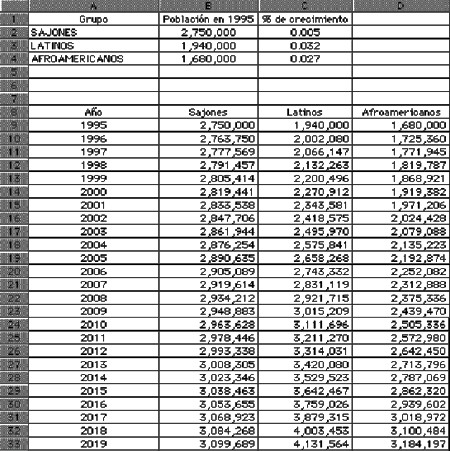 A B C D
1 Grupo Población en 1995 % de crecimiento
2 SAJONES 2,750,000 0.005
3 LATINOS 1,940,000 0.032
4 AFROAMERICANOS 1,680,000 0.027
5
6
7
8 Año Sajones Latinos Afroamericanos
9 1995 2,750,000 1,940,000 1,680,000
10 1996 2,763,750 2,002,080 1,725,360
11 1997 2,777,569 2,066,147 1,771,945
12 1998 2,791,457 2,132,263 1,819,787
13 1999 2,805,414 2,200,496 1,868,921
14 2000 2,819,441 2,270,912 1,919,382
15 2001 2,833,538 2,343,581 1,971,206
16 2002 2,847,706 2,418,575 2,024,428
17 2003 2,861,944 2,495,970 2,079,088
18 2004 2,876,254 2,575,841 2,135,223
19 2005 2,890,635 2,658,268 2,192,874
20 2006 2,905,089 2,743,332 2,252,082
21 2007 2,919,614 2,831,119 2,312,888
22 2008 2,934,212 2,921,715 2,375,336
23 2009 2,948,883 3,015,209 2,439,470
24 2010 2,963,628 3,111,696 2,505,336
25 2011 2,978,446 3,211,270 2,572,980
26 2012 2,993,338 3,314,031 2,642,450
27 2013 3,008,305 3,420,080 2,713,796
28 2014 3,023,346 3,529,523 2,787,069
29 2015 3,038,463 3,642,467 2,862,320
30 2016 3,053,655 3,759,026 2,939,602
31 2017 3,068,923 3,879,315 3,018,972
32 2018 3,084,268 4,003,453 3,100,484
33 2019 3,099,689 4,131,564 3,184,197